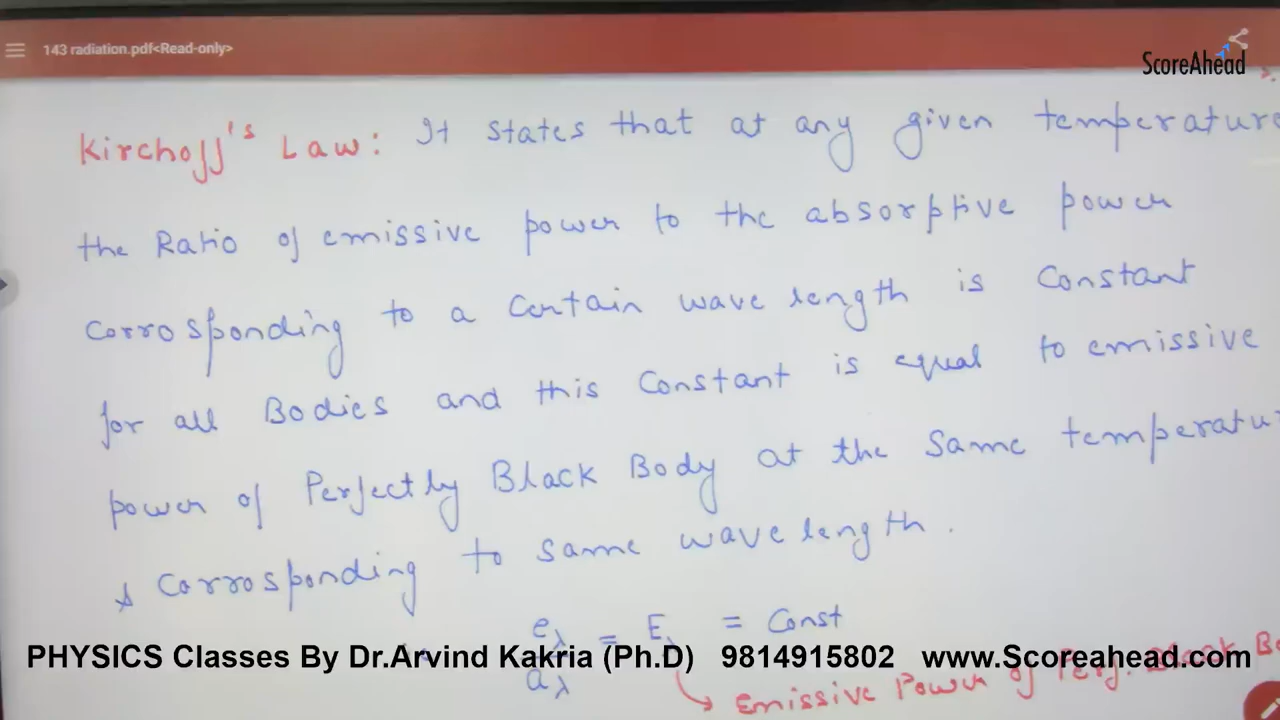 143 radiation.pdf<Read-only>
ScoreAhead
Kirchoff's Law: It states that at any given temperature
the Ratio of emissive power to the absorptive power
corrosponding to a certain wave length is Constant
for all Bodies and this Constant is equal to emissive
power of Perfectly Black Body at the same temperatu
& Corrosponding to same wave length.
eλ/aλ = Eλ = Const
PHYSICS Classes By Dr.Arvind Kakria (Ph.D) 9814915802 www.Scoreahead.com
Emissive Power of Perf. Black Bo